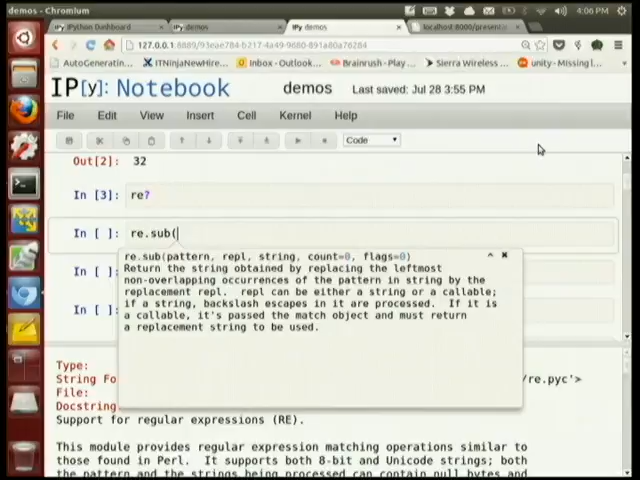 demos - Chromium
4:06 PM
IPython Dashboard
demos
demos
localhost:8000/presen
127.0.0.1:8889/93eae784-b217-4a49-9680-891a80a76284
AutoGeneratin
ITNinjaNewHire...
Inbox - Outlook...
Brainrush - Play ...
Sierra Wireless ...
unity - Missing l...
IP[y]: Notebook
demos
Last saved: Jul 28 3:55 PM
File Edit View Insert Cell Kernel Help
Code
Out[2]: 32
In [3]: re?
In [ ]: re.sub(
re.sub(pattern, repl, string, count=0, flags=0)
Return the string obtained by replacing the leftmost
non-overlapping occurrences of the pattern in string by the
replacement repl. repl can be either a string or a callable;
if a string, backslash escapes in it are processed. If it is
a callable, it's passed the match object and must return
a replacement string to be used.
In [ ]:
In [ ]:
Type:
String Fo
/re.pyc'>
File:
Docstring
Support for regular expressions (RE).
This module provides regular expression matching operations similar to
those found in Perl. It supports both 8-bit and Unicode strings; both
the pattern and the strings being processed can contain null bytes and